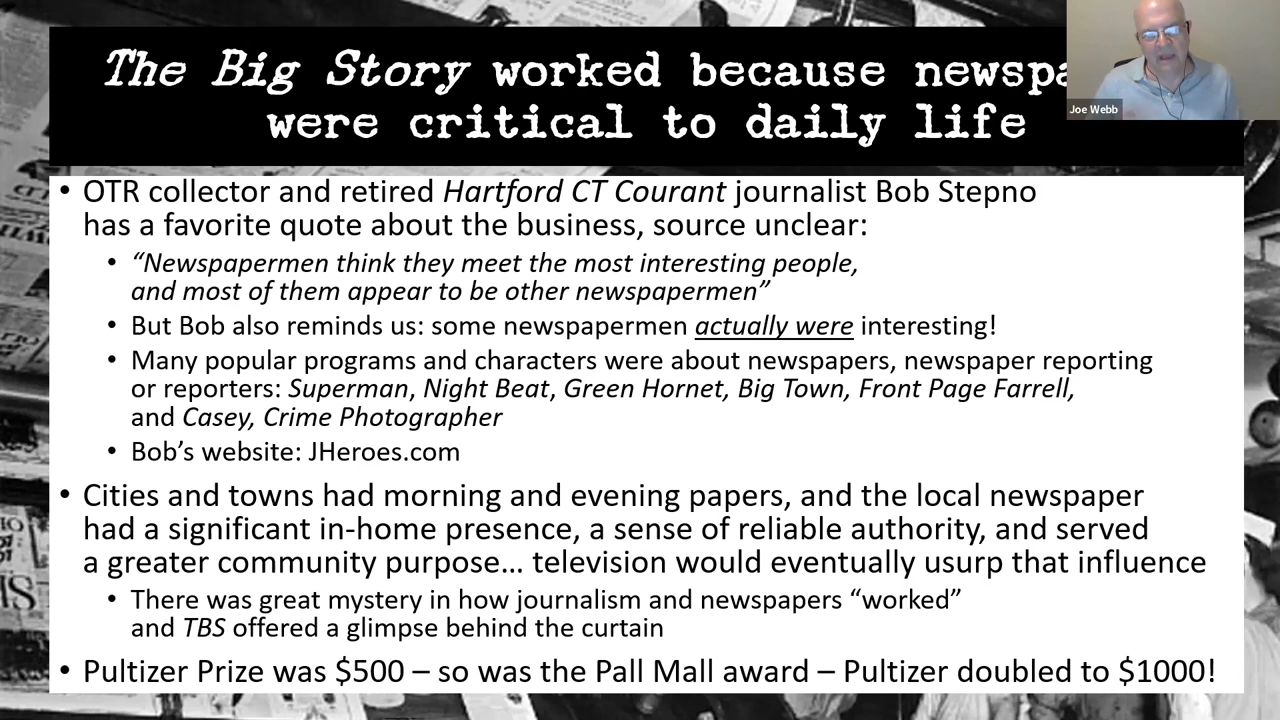 The Big Story worked because newspa
were critical to daily life
Joe Webb
• OTR collector and retired Hartford CT Courant journalist Bob Stepno
has a favorite quote about the business, source unclear:
• “Newspapermen think they meet the most interesting people,
and most of them appear to be other newspapermen”
• But Bob also reminds us: some newspapermen actually were interesting!
• Many popular programs and characters were about newspapers, newspaper reporting
or reporters: Superman, Night Beat, Green Hornet, Big Town, Front Page Farrell,
and Casey, Crime Photographer
• Bob’s website: JHeroes.com
• Cities and towns had morning and evening papers, and the local newspaper
had a significant in-home presence, a sense of reliable authority, and served
a greater community purpose… television would eventually usurp that influence
• There was great mystery in how journalism and newspapers “worked”
and TBS offered a glimpse behind the curtain
• Pultizer Prize was $500 – so was the Pall Mall award – Pultizer doubled to $1000!